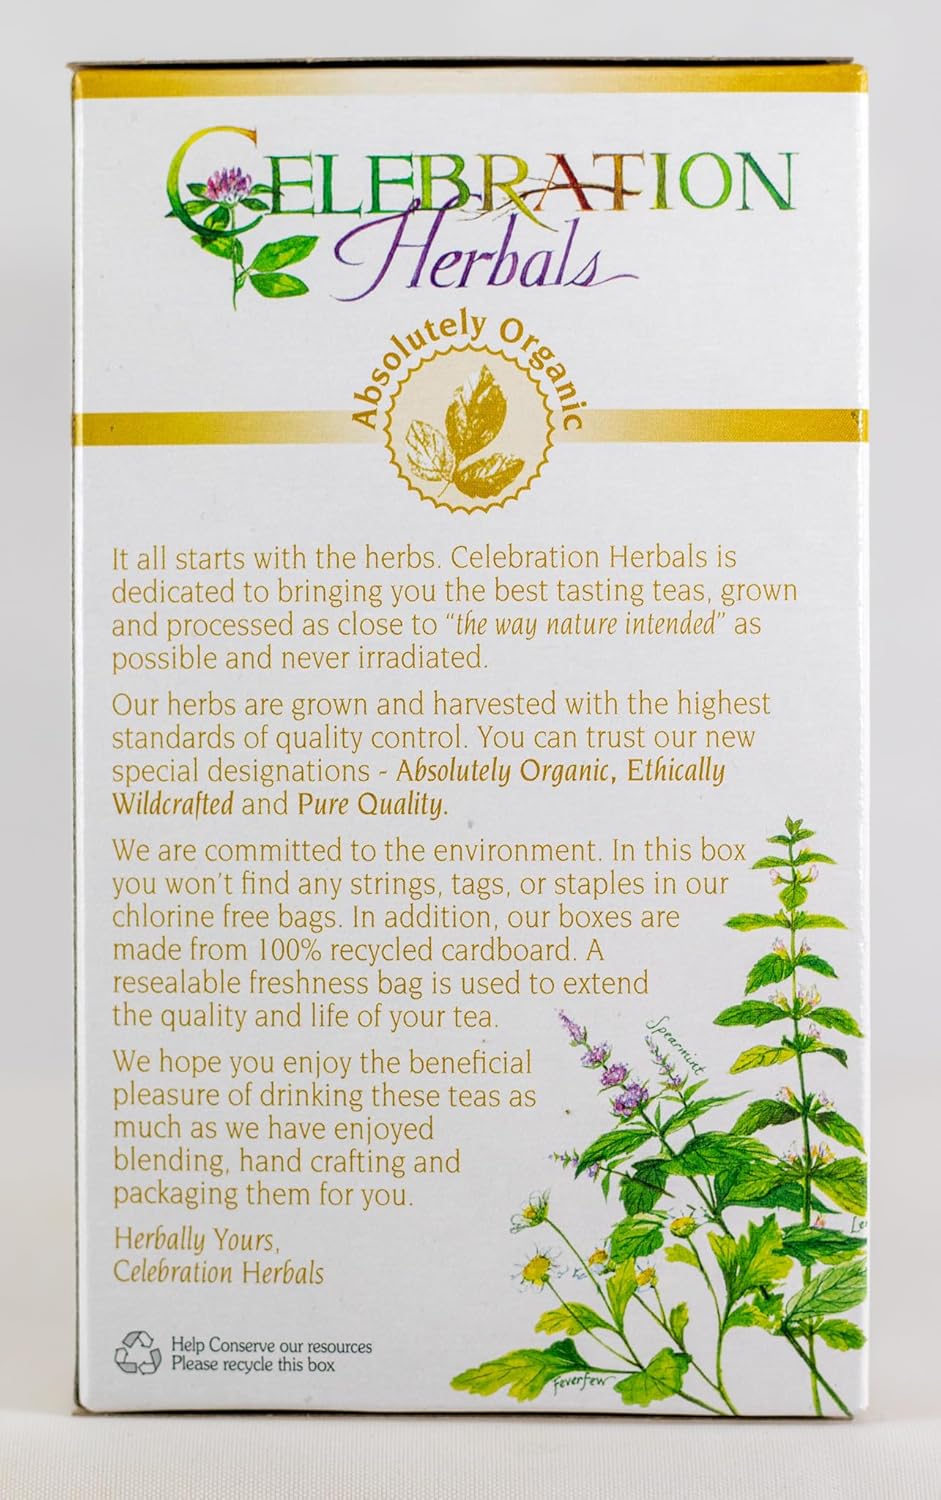 CELEBRATION
Herbals
Absolutely Organic
It all starts with the herbs. Celebration Herbals is
dedicated to bringing you the best tasting teas, grown
and processed as close to "the way nature intended" as
possible and never irradiated.
Our herbs are grown and harvested with the highest
standards of quality control. You can trust our new
special designations - Absolutely Organic, Ethically
Wildcrafted and Pure Quality.
We are committed to the environment. In this box
you won't find any strings, tags, or staples in our
chlorine free bags. In addition, our boxes are
made from 100% recycled cardboard. A
resealable freshness bag is used to extend
the quality and life of your tea.
Spearmint
We hope you enjoy the beneficial
pleasure of drinking these teas as
much as we have enjoyed
blending, hand crafting and
packaging them for you.
Herbally Yours,
Celebration Herbals
Help Conserve our resources
Please recycle this box
Feverfew